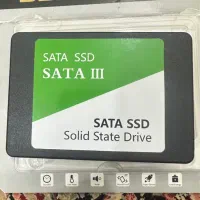 SATA SSD
SATA III
SATA SSD
Solid State Drive